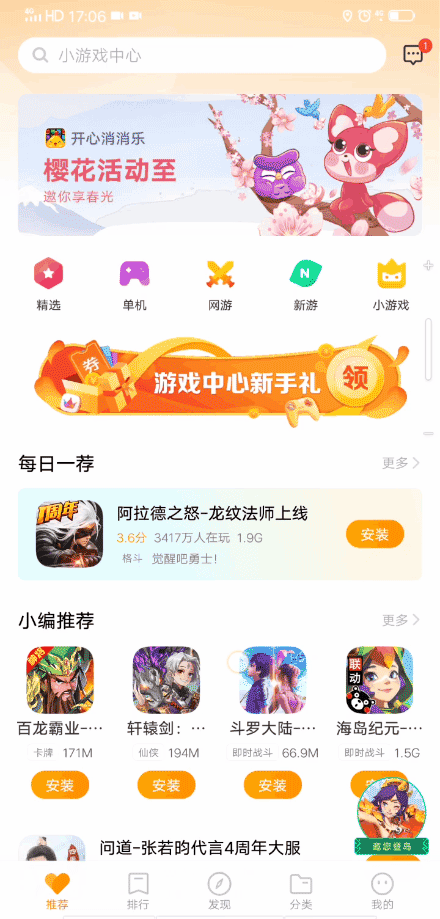 4G HD 17:06 4G
小游戏中心
1
开心消消乐
樱花活动至
邀你享春光
精选 单机 网游 新游 小游戏
券 游戏中心新手礼 领
每日一荐 更多
1周年
阿拉德之怒-龙纹法师上线
3.6分 3417万人在玩 1.9G
安装
格斗 觉醒吧勇士!
小编推荐 更多
联动
百龙霸业-… 轩辕剑：… 斗罗大陆-… 海岛纪元-…
卡牌 171M 仙侠 194M 即时战斗 66.9M 即时战斗 1.5G
安装 安装 安装 安
邀您登岛
问道-张若昀代言4周年大服
推荐 排行 发现 分类 我的